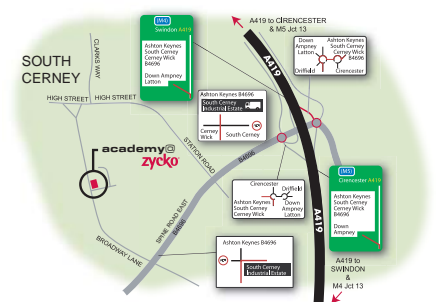 (M4)
Swindon A419
Ashton Keynes
South Cerney
Cerney Wick
B4696
Down Ampney
Latton
A419 to CIRENCESTER
& M5 Jct 13
Down
Ampney
Latton
Ashton Keynes
South Cerney
Cerney Wick
B4696
Driffield
Cirencester
SOUTH
CERNEY
CLARKS WAY
HIGH STREET
HIGH STREET
A419
Ashton Keynes B4696
South Cerney
Industrial Estate
Cerney
Wick
South Cerney
academy@
zycko
STATION ROAD
B4696
Cirencester
Driffield
Ashton Keynes
South Cerney
Cerney Wick
Down
Ampney
Latton
(M5)
Cirencester A419
Ashton Keynes
South Cerney
Cerney Wick
B4696
Down
Ampney
SPINE ROAD EAST
B4696
BROADWAY LANE
A419
Ashton Keynes B4696
South Cerney
Industrial Estate
A419 to
SWINDON
&
M4 Jct 13